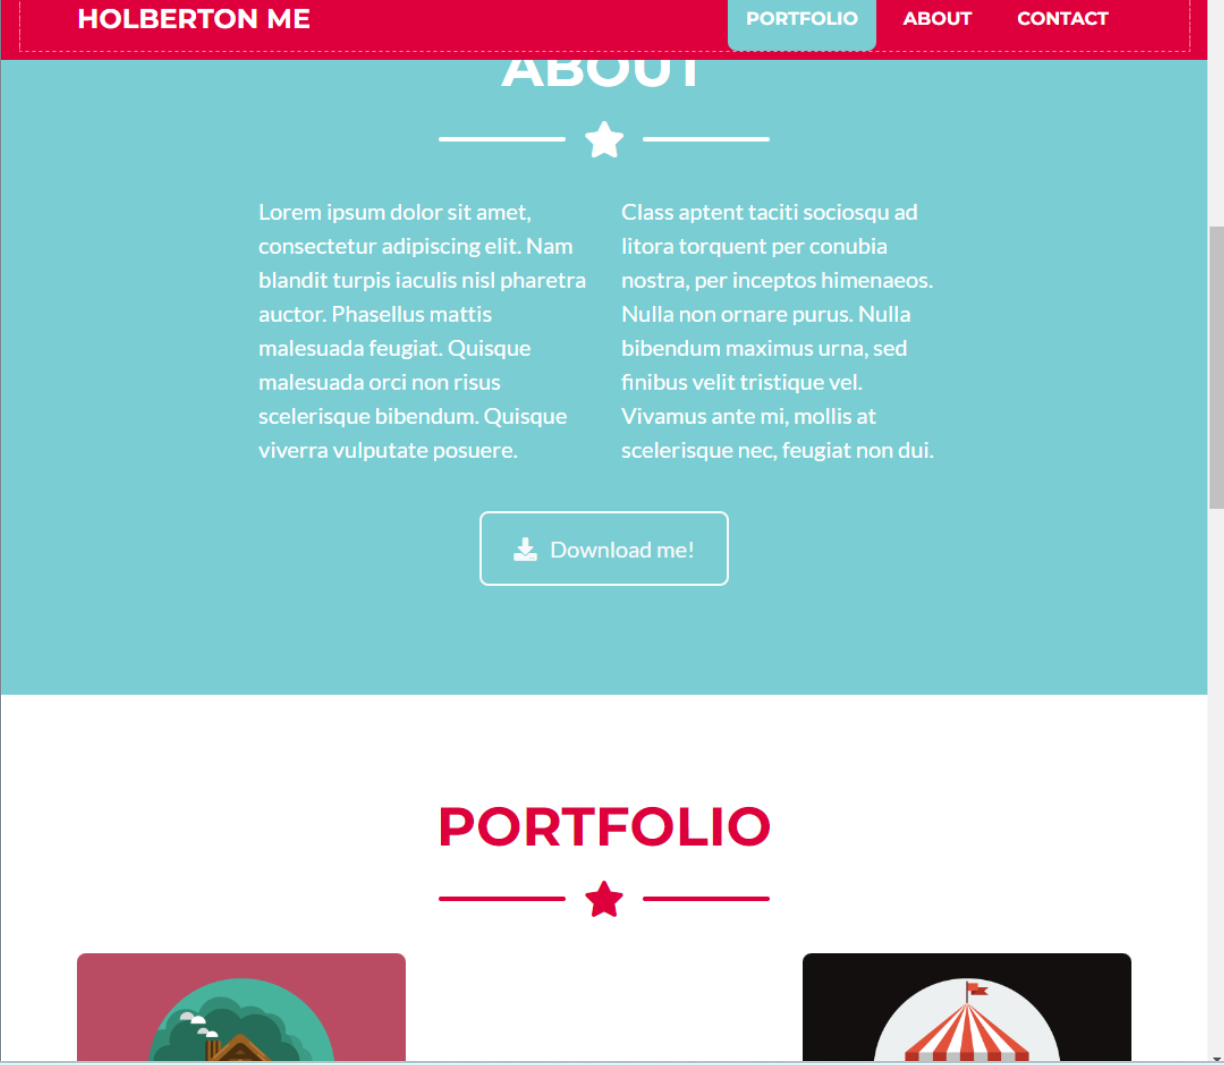 HOLBERTON ME
PORTFOLIO
ABOUT
CONTACT
ABOUT
Lorem ipsum dolor sit amet,
consectetur adipiscing elit. Nam
blandit turpis iaculis nisl pharetra
auctor. Phasellus mattis
malesuada feugiat. Quisque
malesuada orci non risus
scelerisque bibendum. Quisque
viverra vulputate posuere.
Class aptent taciti sociosqu ad
litora torquent per conubia
nostra, per inceptos himenaeos.
Nulla non ornare purus. Nulla
bibendum maximus urna, sed
finibus velit tristique vel.
Vivamus ante mi, mollis at
scelerisque nec, feugiat non dui.
Download me!
PORTFOLIO